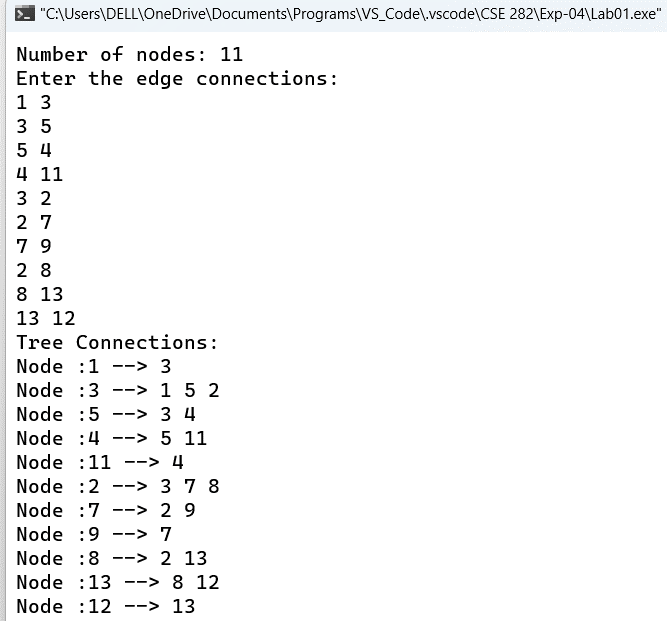 "C:\Users\DELL\OneDrive\Documents\Programs\VS_Code\.vscode\CSE 282\Exp-04\Lab01.exe"
Number of nodes: 11
Enter the edge connections:
1 3
3 5
5 4
4 11
3 2
2 7
7 9
2 8
8 13
13 12
Tree Connections:
Node :1 --> 3
Node :3 --> 1 5 2
Node :5 --> 3 4
Node :4 --> 5 11
Node :11 --> 4
Node :2 --> 3 7 8
Node :7 --> 2 9
Node :9 --> 7
Node :8 --> 2 13
Node :13 --> 8 12
Node :12 --> 13